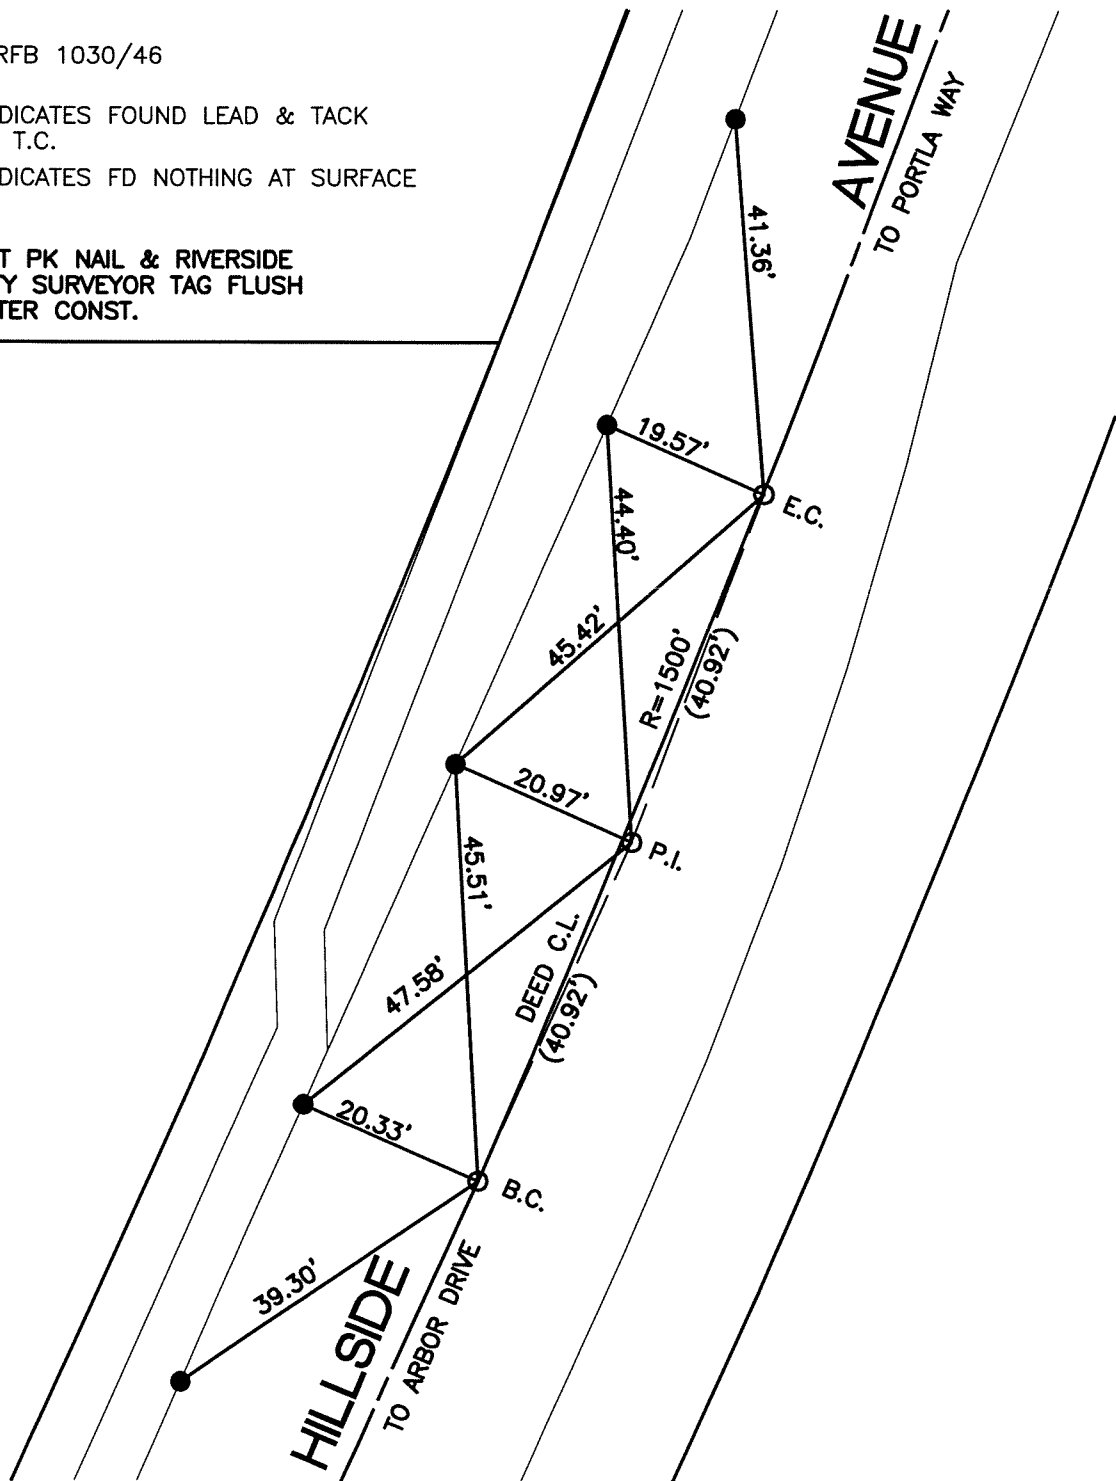 RFB 1030/46
DICATES FOUND LEAD & TACK
T.C.
DICATES FD NOTHING AT SURFACE
T PK NAIL & RIVERSIDE
Y SURVEYOR TAG FLUSH
TER CONST.
AVENUE
TO PORTLA WAY
41.36'
19.57'
E.C.
44.40'
45.42'
R=1500'
(40.92')
20.97'
P.I.
45.51'
DEED C.L.
(40.92')
47.58'
20.33'
B.C.
39.30'
HILLSIDE
TO ARBOR DRIVE